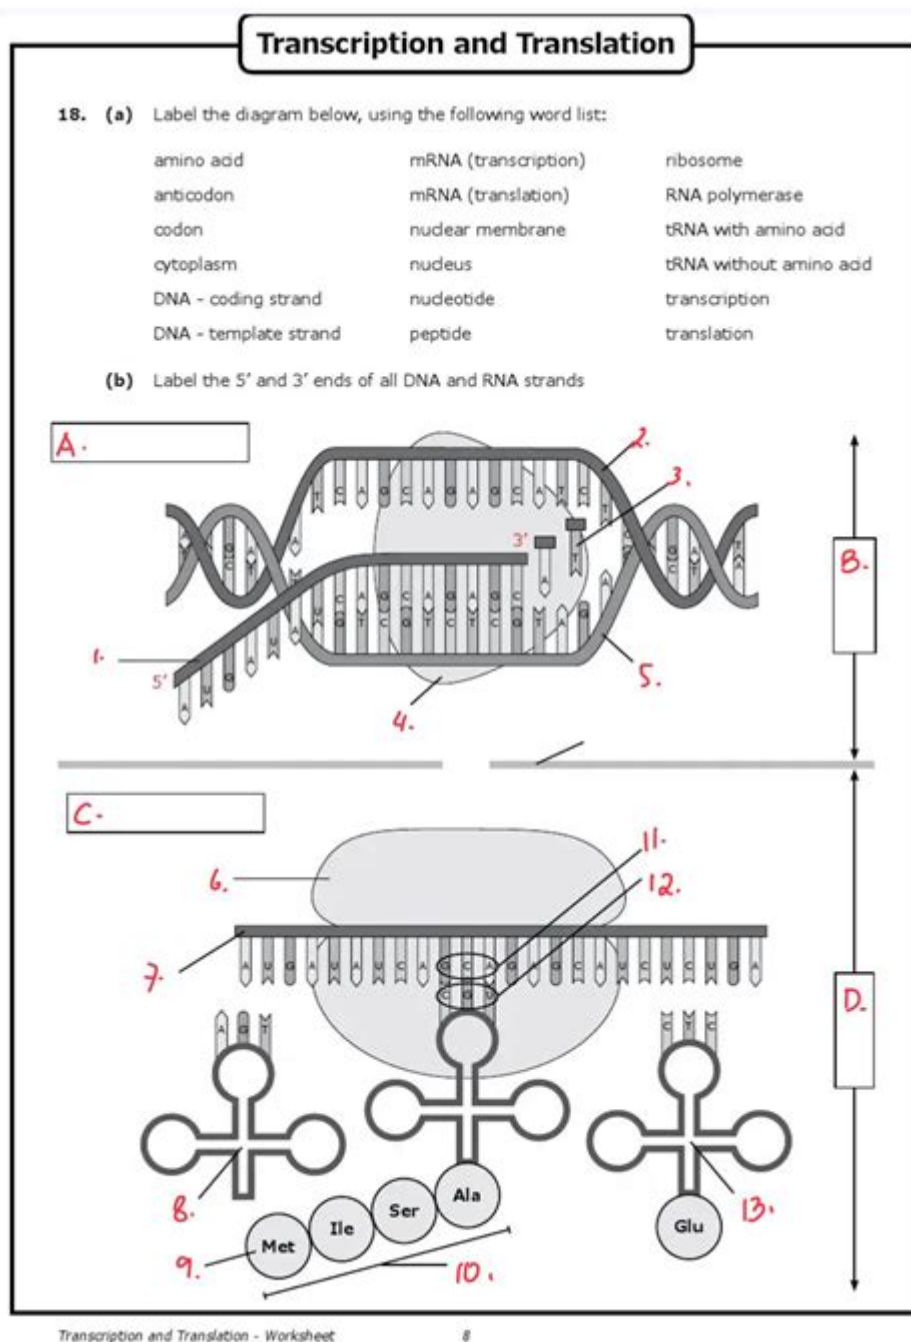 Transcription and Translation
18. (a) Label the diagram below, using the following word list:
amino acid mRNA (transcription) ribosome
anticodon mRNA (translation) RNA polymerase
codon nuclear membrane tRNA with amino acid
cytoplasm nucleus tRNA without amino acid
DNA - coding strand nucleotide transcription
DNA - template strand peptide translation
(b) Label the 5' and 3' ends of all DNA and RNA strands
A.
2.
3.
T C A G C A G A G C A T C T
3'
B.
T
A
C A G C A G A G C
G T C G T C T C G T A G
1.
5'
A U G A U A
5.
4.
C.
11.
6.
12.
7.
A U G A U A U C A G C A G A G C A U C U C U G A
C G U
D.
A G T
C T C
8.
13.
Met Ile Ser Ala
Glu
9.
10.
Transcription and Translation - Worksheet 8